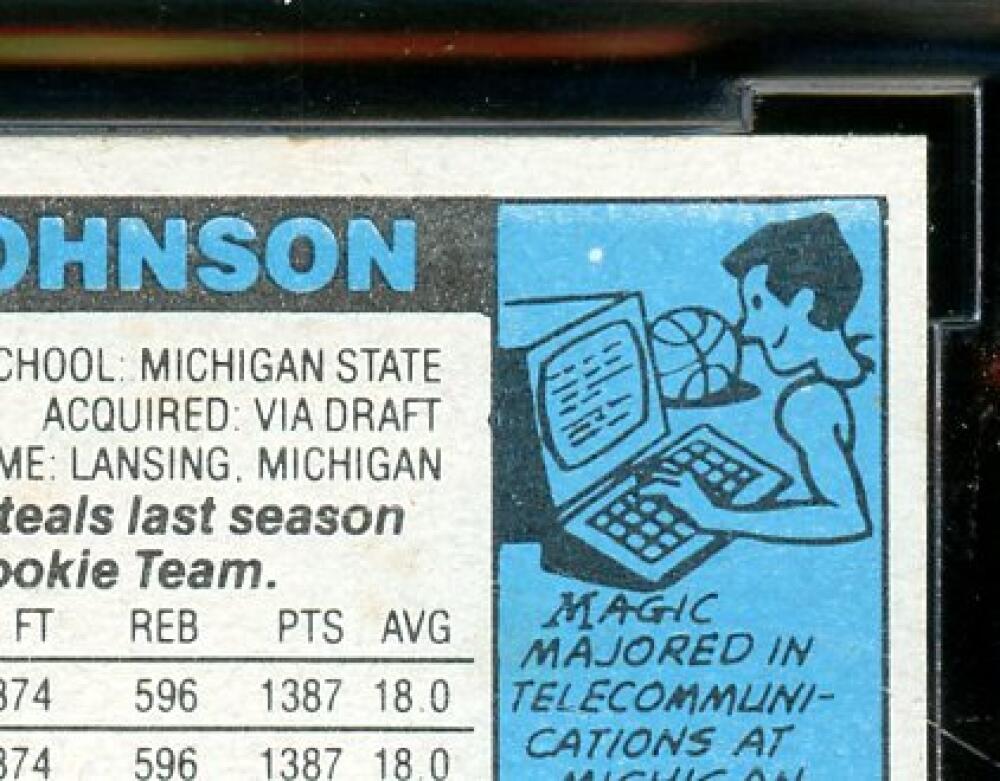 OHNSON
CHOOL: MICHIGAN STATE
ACQUIRED: VIA DRAFT
ME: LANSING, MICHIGAN
teals last season
ookie Team.
FT REB PTS AVG
374 596 1387 18.0
374 596 1387 18.0
MAGIC
MAJORED IN
TELECOMMUNI-
CATIONS AT
MICHIGAN